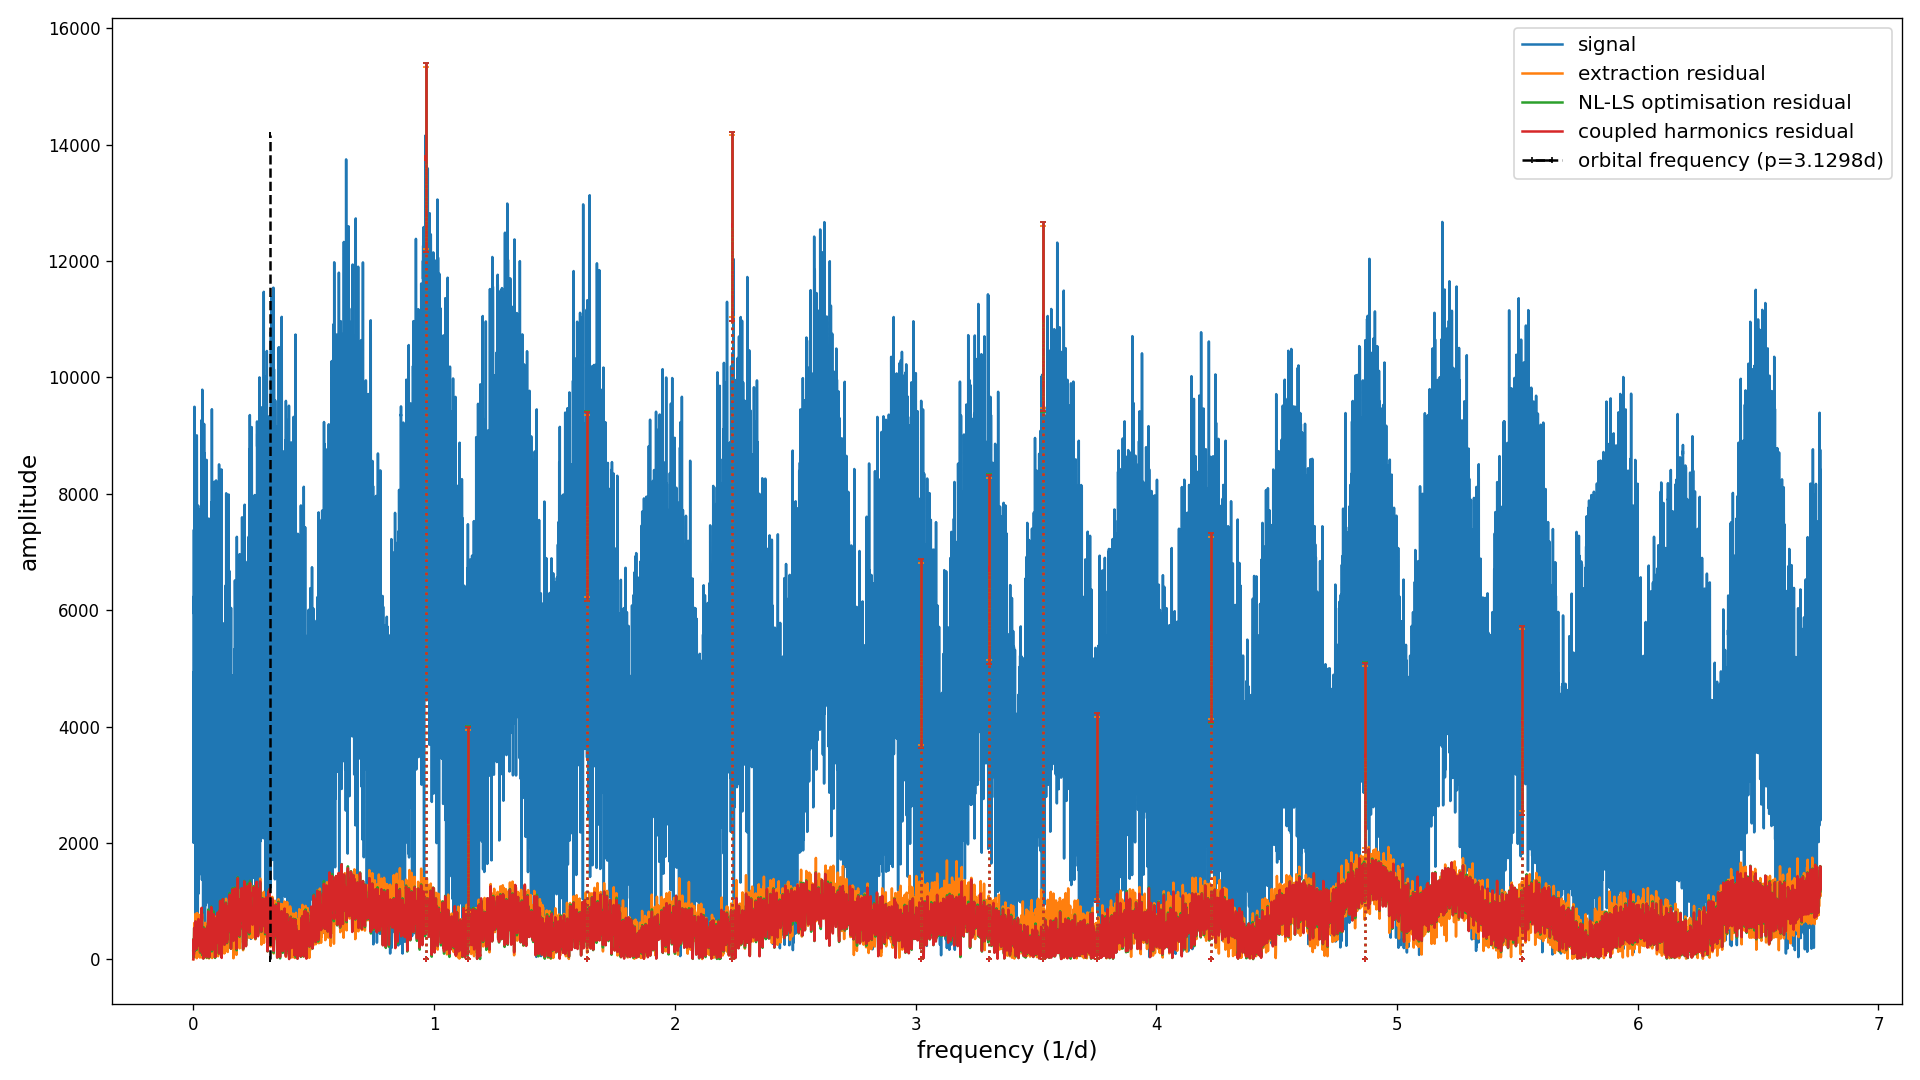 16000
14000
12000
10000
8000
6000
4000
2000
0
amplitude
0 1 2 3 4 5 6 7
frequency (1/d)
signal
extraction residual
NL-LS optimisation residual
coupled harmonics residual
orbital frequency (p=3.1298d)